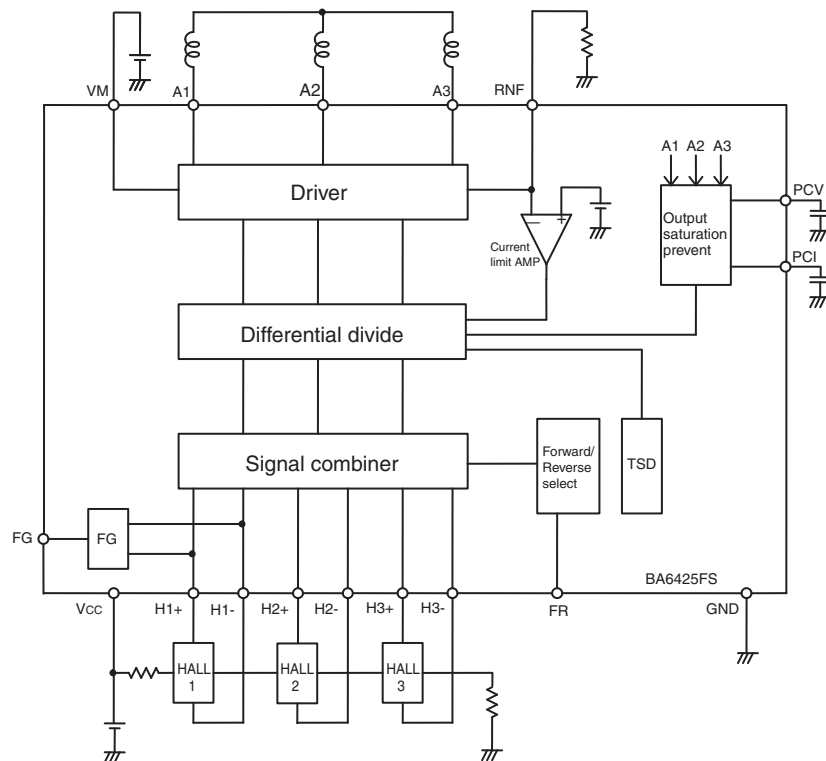 VM
A1
A2
A3
RNF
A1 A2 A3
Driver
PCV
Output
saturation
prevent
Current
limit AMP
PCI
Differential divide
Signal combiner
Forward/
Reverse
select
TSD
FG
FG
BA6425FS
VCC
H1+
H1-
H2+
H2-
H3+
H3-
FR
GND
HALL
1
HALL
2
HALL
3